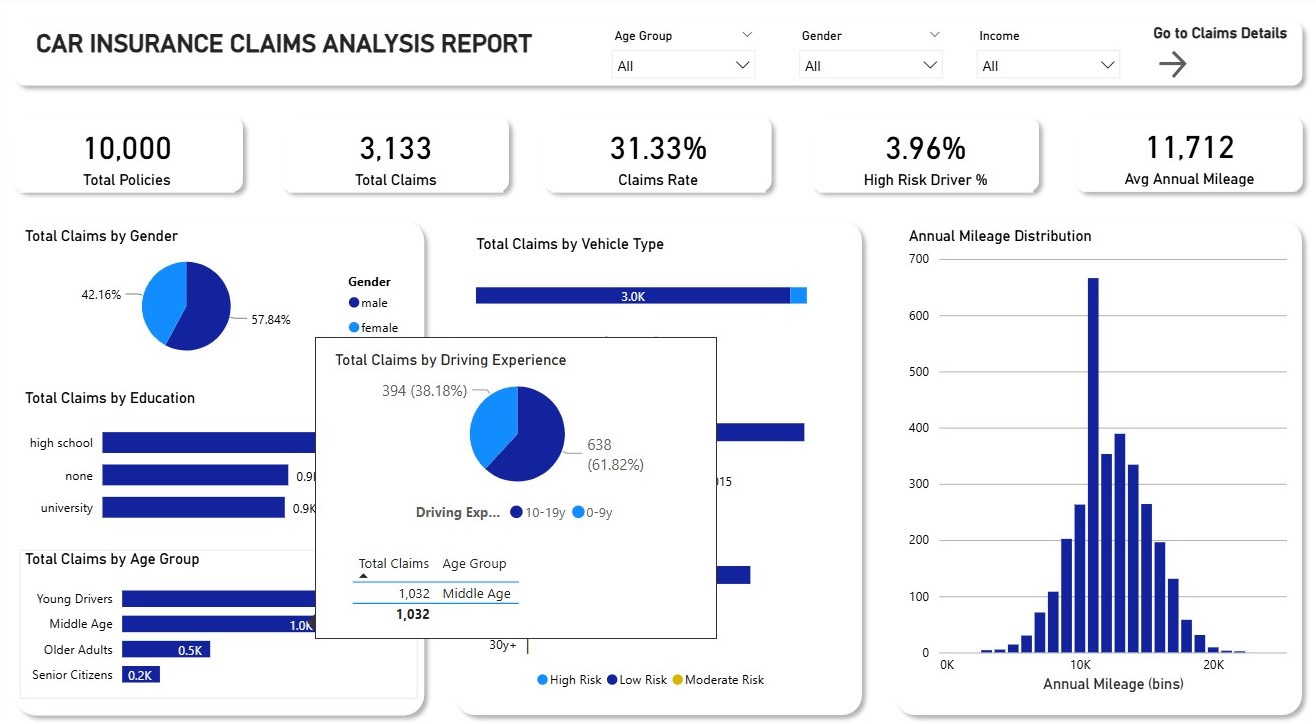 CAR INSURANCE CLAIMS ANALYSIS REPORT
Age Group
All
Gender
All
Income
All
Go to Claims Details
10,000
Total Policies
3,133
Total Claims
31.33%
Claims Rate
3.96%
High Risk Driver %
11,712
Avg Annual Mileage
Total Claims by Gender
42.16%
57.84%
Gender
male
female
Total Claims by Education
high school
none
university
0.9K
Total Claims by Age Group
Young Drivers
Middle Age
1.0K
Older Adults
0.5K
Senior Citizens
0.2K
Total Claims by Vehicle Type
3.0K
Total Claims by Driving Experience
394 (38.18%)
638
(61.82%)
Driving Exp... 10-19y 0-9y
Total Claims Age Group
1,032 Middle Age
1,032
30y+
High Risk Low Risk Moderate Risk
Annual Mileage Distribution
700
600
500
400
300
200
100
0
0K 10K 20K
Annual Mileage (bins)